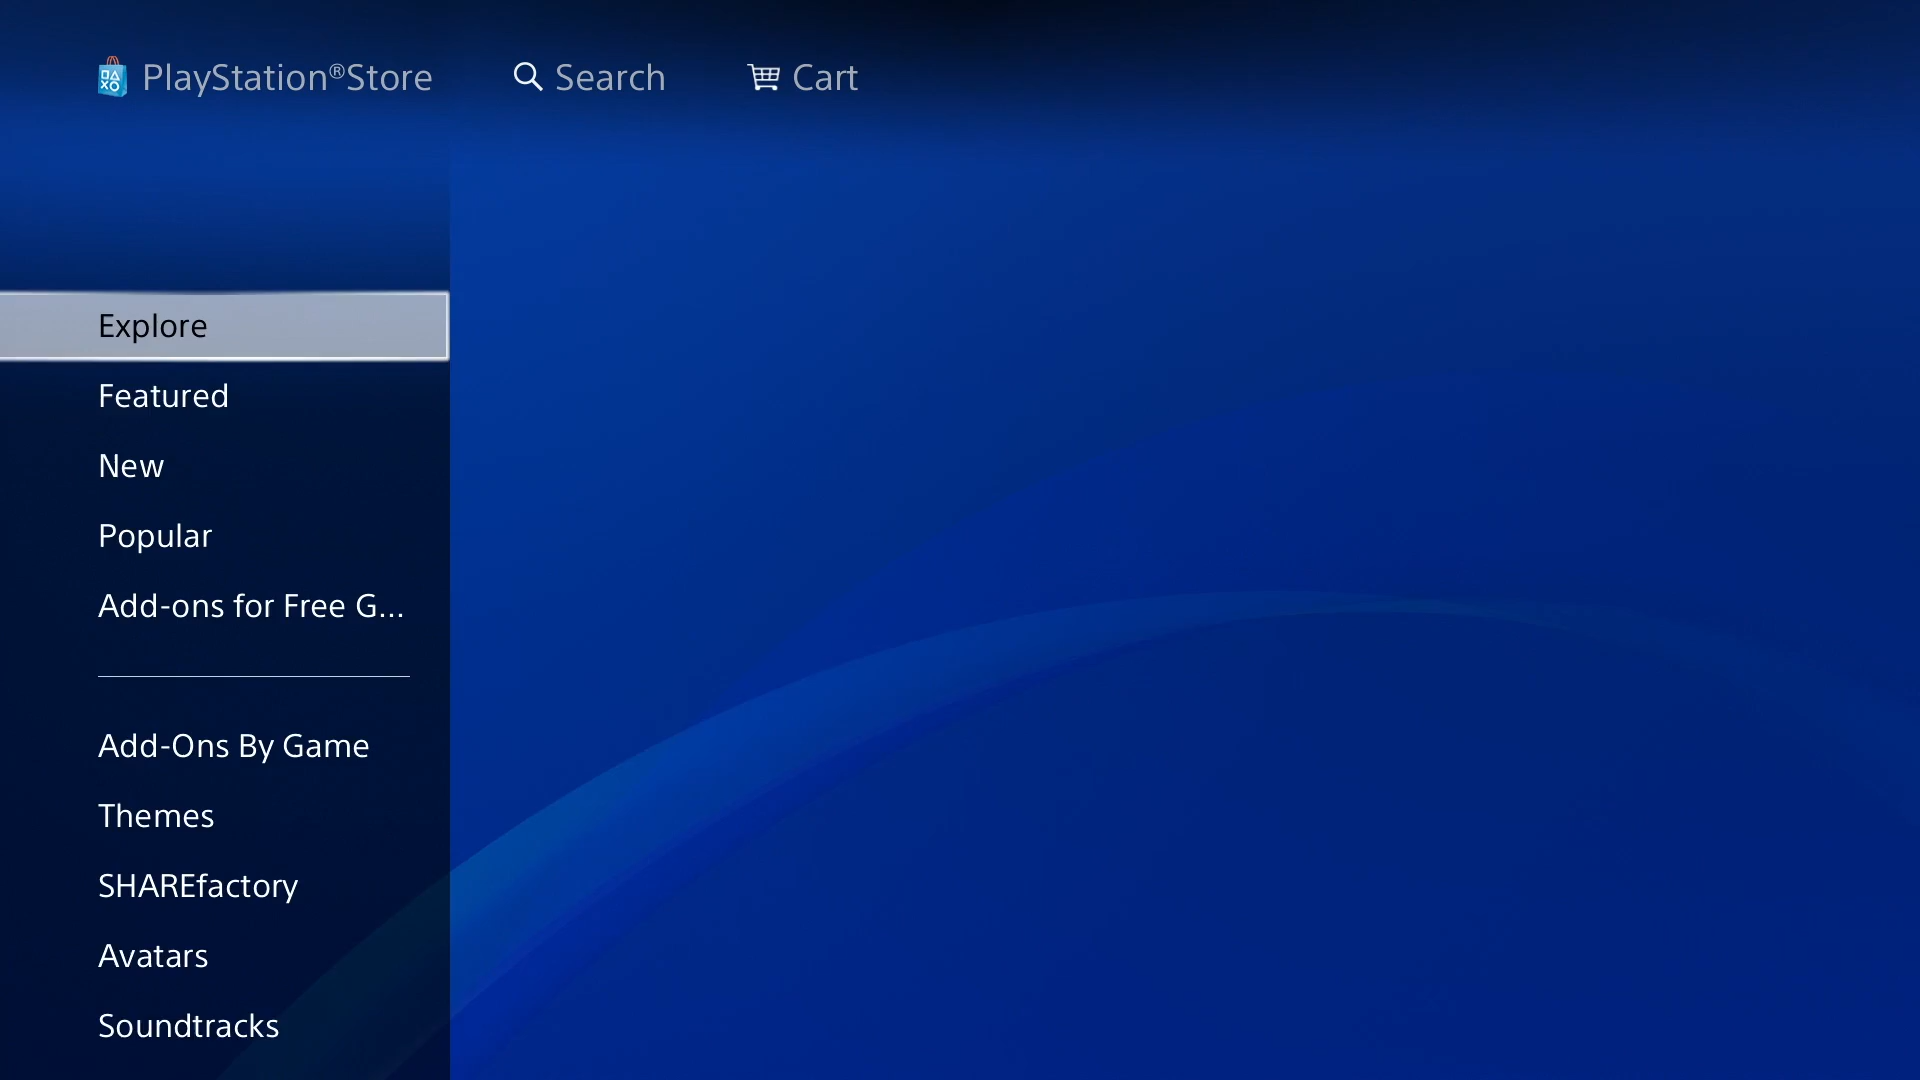 PlayStation®Store
Search
Cart
Explore
Featured
New
Popular
Add-ons for Free G...
Add-Ons By Game
Themes
SHAREfactory
Avatars
Soundtracks